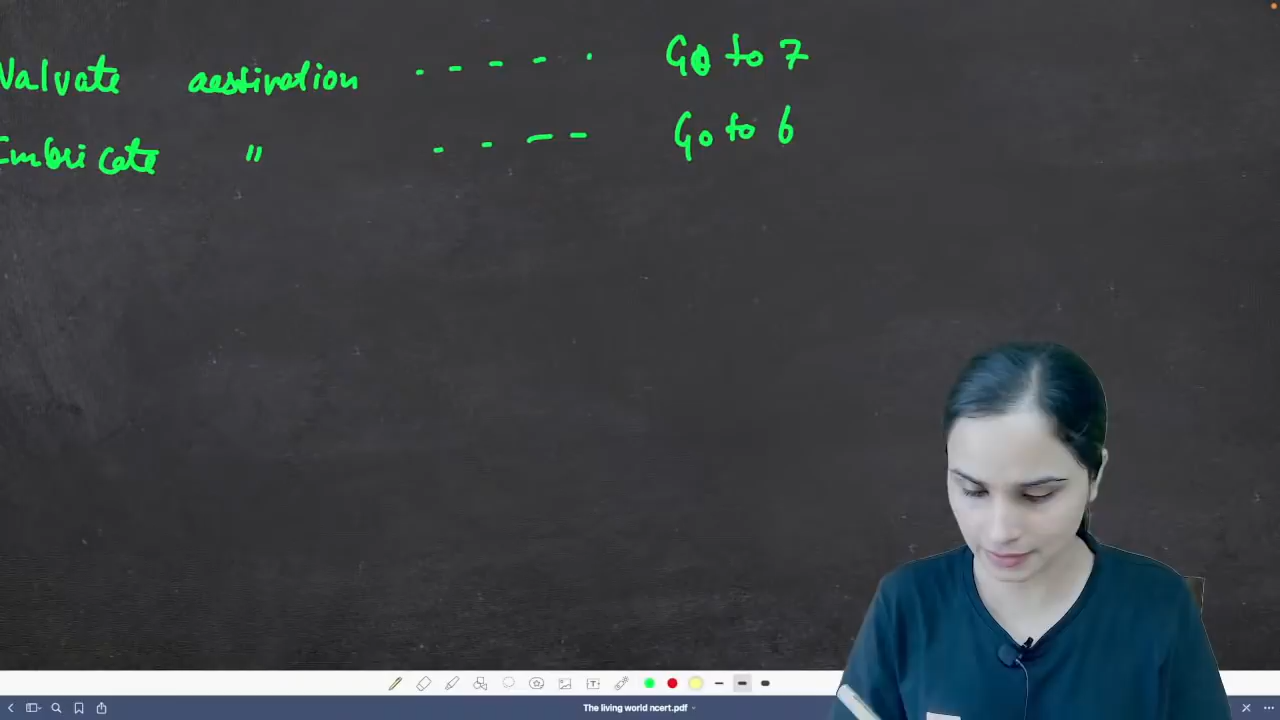 Valvate aestivation . - - - . Go to 7
Imbricate " - - - - Go to 6
The living world ncert.pdf